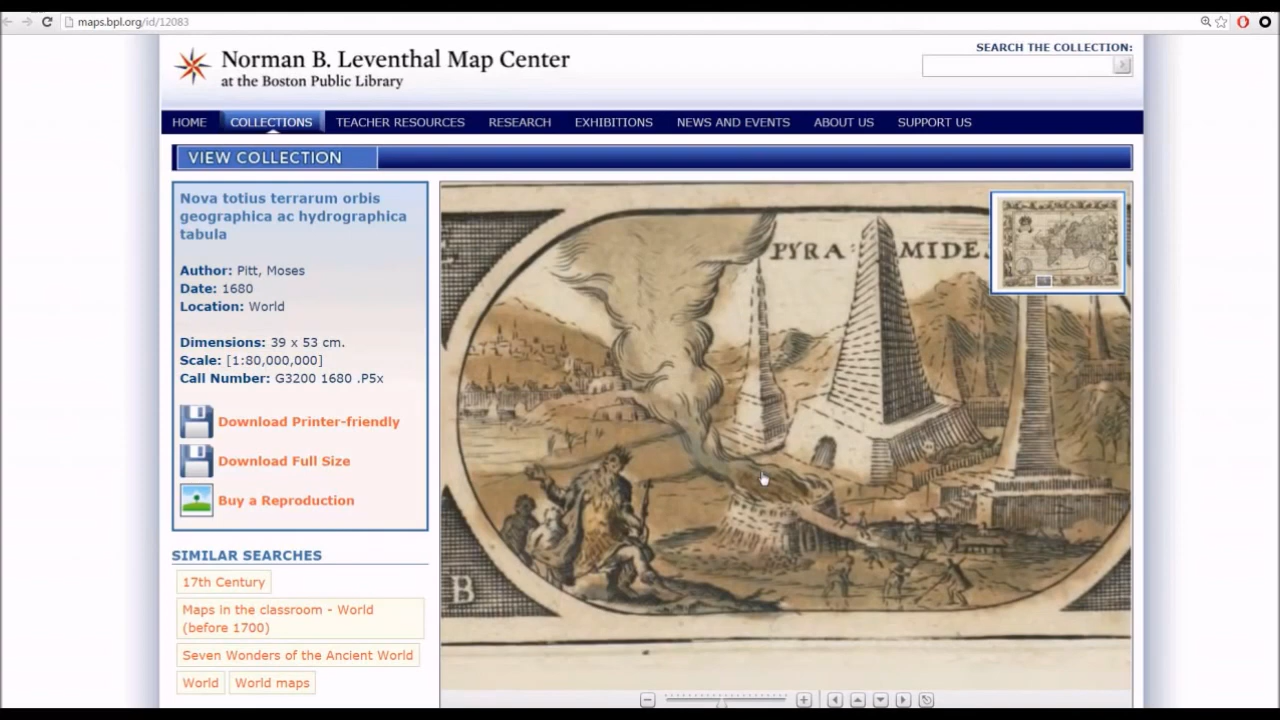 maps.bpl.org/id/12083
Norman B. Leventhal Map Center
at the Boston Public Library
SEARCH THE COLLECTION:
HOME COLLECTIONS TEACHER RESOURCES RESEARCH EXHIBITIONS NEWS AND EVENTS ABOUT US SUPPORT US
VIEW COLLECTION
Nova totius terrarum orbis
geographica ac hydrographica
tabula
Author: Pitt, Moses
Date: 1680
Location: World
Dimensions: 39 x 53 cm.
Scale: [1:80,000,000]
Call Number: G3200 1680 .P5x
Download Printer-friendly
Download Full Size
Buy a Reproduction
SIMILAR SEARCHES
17th Century
Maps in the classroom - World
(before 1700)
Seven Wonders of the Ancient World
World World maps
PYRA : MIDES
B